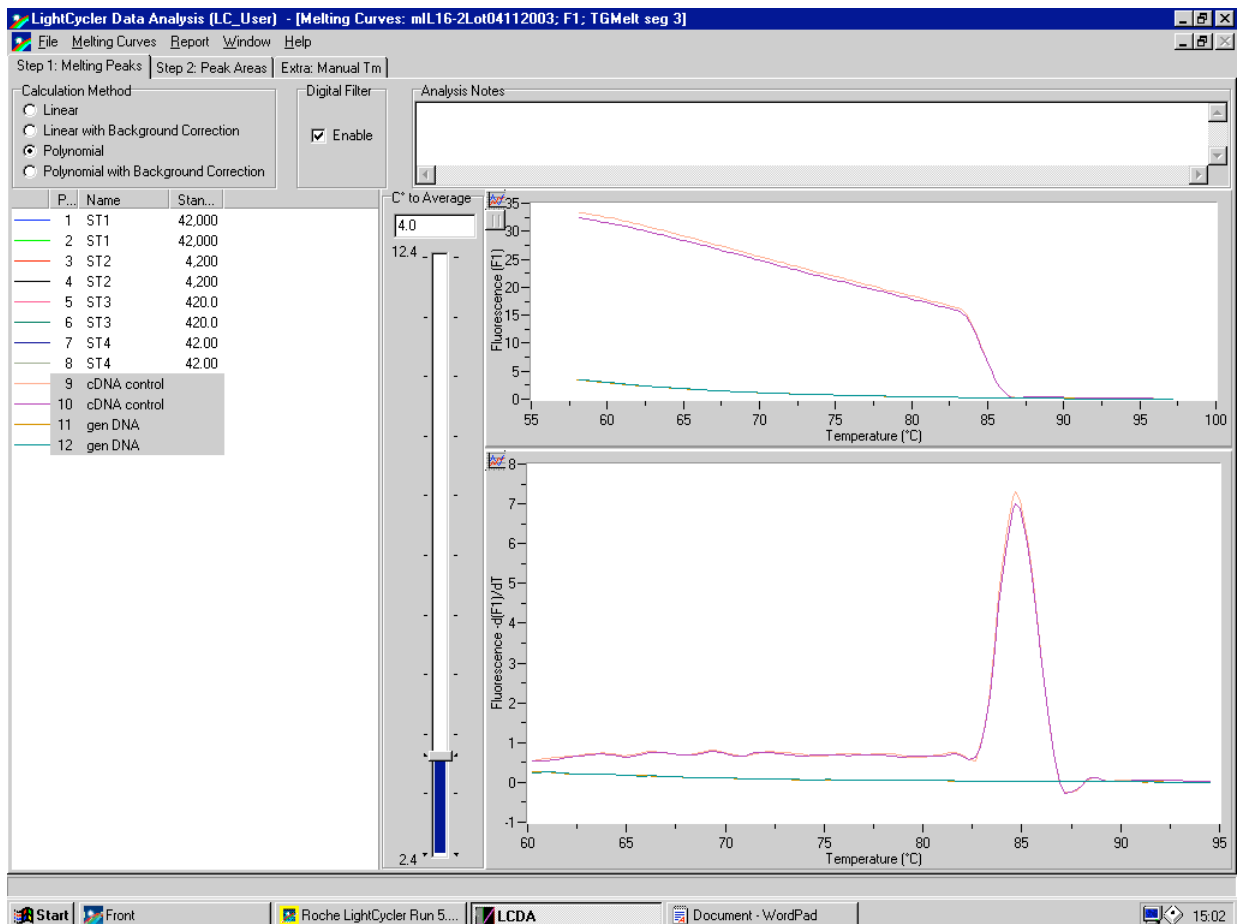 LightCycler Data Analysis (LC_User) - [Melting Curves: mIL16-2Lot04112003; F1; TGMelt seg 3]
File Melting Curves Report Window Help
Step 1: Melting Peaks Step 2: Peak Areas Extra: Manual Tm
Calculation Method
Linear
Linear with Background Correction
Polynomial
Polynomial with Background Correction
Digital Filter
Enable
Analysis Notes
P... Name Stan...
1 ST1 42,000
2 ST1 42,000
3 ST2 4,200
4 ST2 4,200
5 ST3 420.0
6 ST3 420.0
7 ST4 42.00
8 ST4 42.00
9 cDNA control
10 cDNA control
11 gen DNA
12 gen DNA
C° to Average
4.0
12.4
2.4
35
30
25
20
15
10
5
0
Fluorescence (F1)
55 60 65 70 75 80 85 90 95 100
Temperature (°C)
8
7
6
5
4
3
2
1
0
-1
Fluorescence -d(F1)/dT
60 65 70 75 80 85 90 95
Temperature (°C)
Start Front Roche LightCycler Run 5.... LCDA Document - WordPad 15:02